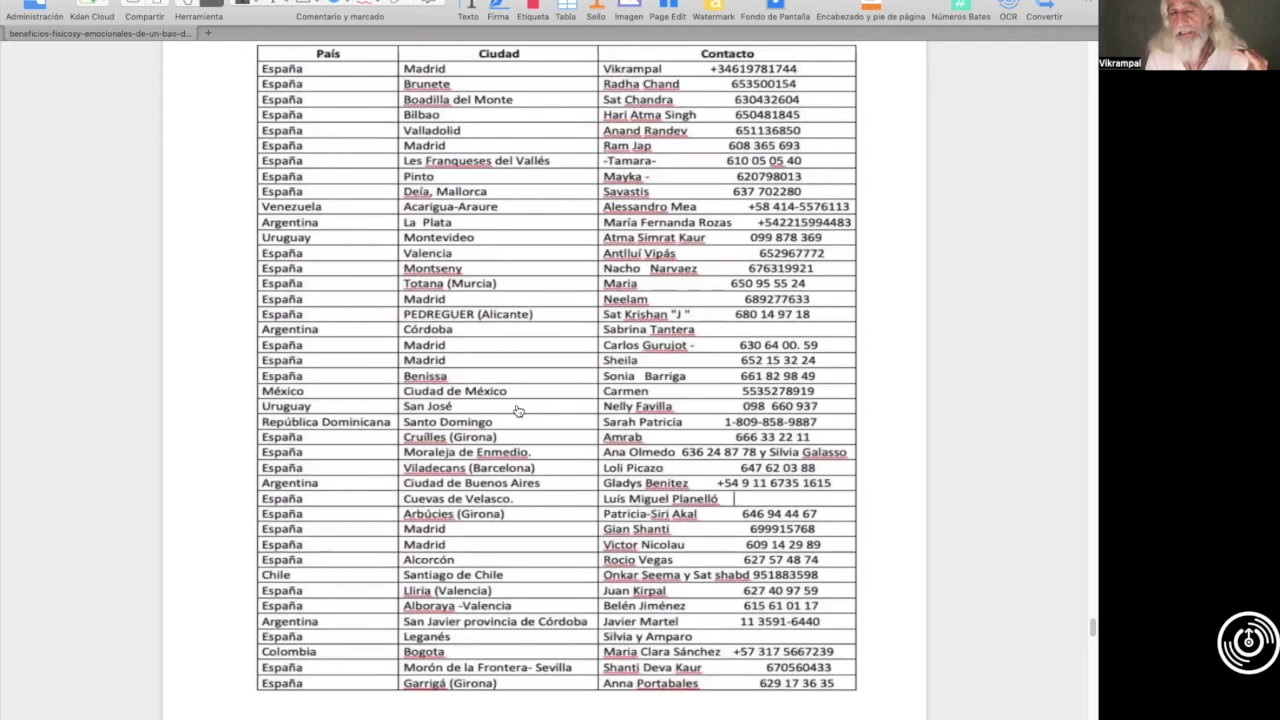 Administración Kdan Cloud Compartir Herramienta Comentario y marcado Texto Firma Etiqueta Tabla Sello Imagen Page Edit Watermark Fondo de Pantalla Encabezado y pie de página Números Bates OCR Convertir
beneficios-fisicosy-emocionales-de-un-bao-d... +
Vikrampal
País Ciudad Contacto
España Madrid Vikrampal +34619781744
España Brunete Radha Chand 653500154
España Boadilla del Monte Sat Chandra 630432604
España Bilbao Hari Atma Singh 650481845
España Valladolid Anand Randev 651136850
España Madrid Ram Jap 608 365 693
España Les Franqueses del Vallés -Tamara- 610 05 05 40
España Pinto Mayka - 620798013
España Deía, Mallorca Savastis 637 702280
Venezuela Acarigua-Araure Alessandro Mea +58 414-5576113
Argentina La Plata María Fernanda Rozas +542215994483
Uruguay Montevideo Atma Simrat Kaur 099 878 369
España Valencia Antlluí Vipás 652967772
España Montseny Nacho Narvaez 676319921
España Totana (Murcia) Maria 650 95 55 24
España Madrid Neelam 689277633
España PEDREGUER (Alicante) Sat Krishan "J " 680 14 97 18
Argentina Córdoba Sabrina Tantera
España Madrid Carlos Gurujot - 630 64 00. 59
España Madrid Sheila 652 15 32 24
España Benissa Sonia Barriga 661 82 98 49
México Ciudad de México Carmen 5535278919
Uruguay San José Nelly Favilla 098 660 937
República Dominicana Santo Domingo Sarah Patricia 1-809-858-9887
España Cruïlles (Girona) Amrab 666 33 22 11
España Moraleja de Enmedio. Ana Olmedo 636 24 87 78 y Silvia Galasso
España Viladecans (Barcelona) Loli Picazo 647 62 03 88
Argentina Ciudad de Buenos Aires Gladys Benitez +54 9 11 6735 1615
España Cuevas de Velasco. Luís Miguel Planelló
España Arbúcies (Girona) Patricia-Siri Akal 646 94 44 67
España Madrid Gian Shanti 699915768
España Madrid Victor Nicolau 609 14 29 89
España Alcorcón Rocio Vegas 627 57 48 74
Chile Santiago de Chile Onkar Seema y Sat shabd 951883598
España Lliria (Valencia) Juan Kirpal 627 40 97 59
España Alboraya -Valencia Belén Jiménez 615 61 01 17
Argentina San Javier provincia de Córdoba Javier Martel 11 3591-6440
España Leganés Silvia y Amparo
Colombia Bogota Maria Clara Sánchez +57 317 5667239
España Morón de la Frontera- Sevilla Shanti Deva Kaur 670560433
España Garrigá (Girona) Anna Portabales 629 17 36 35